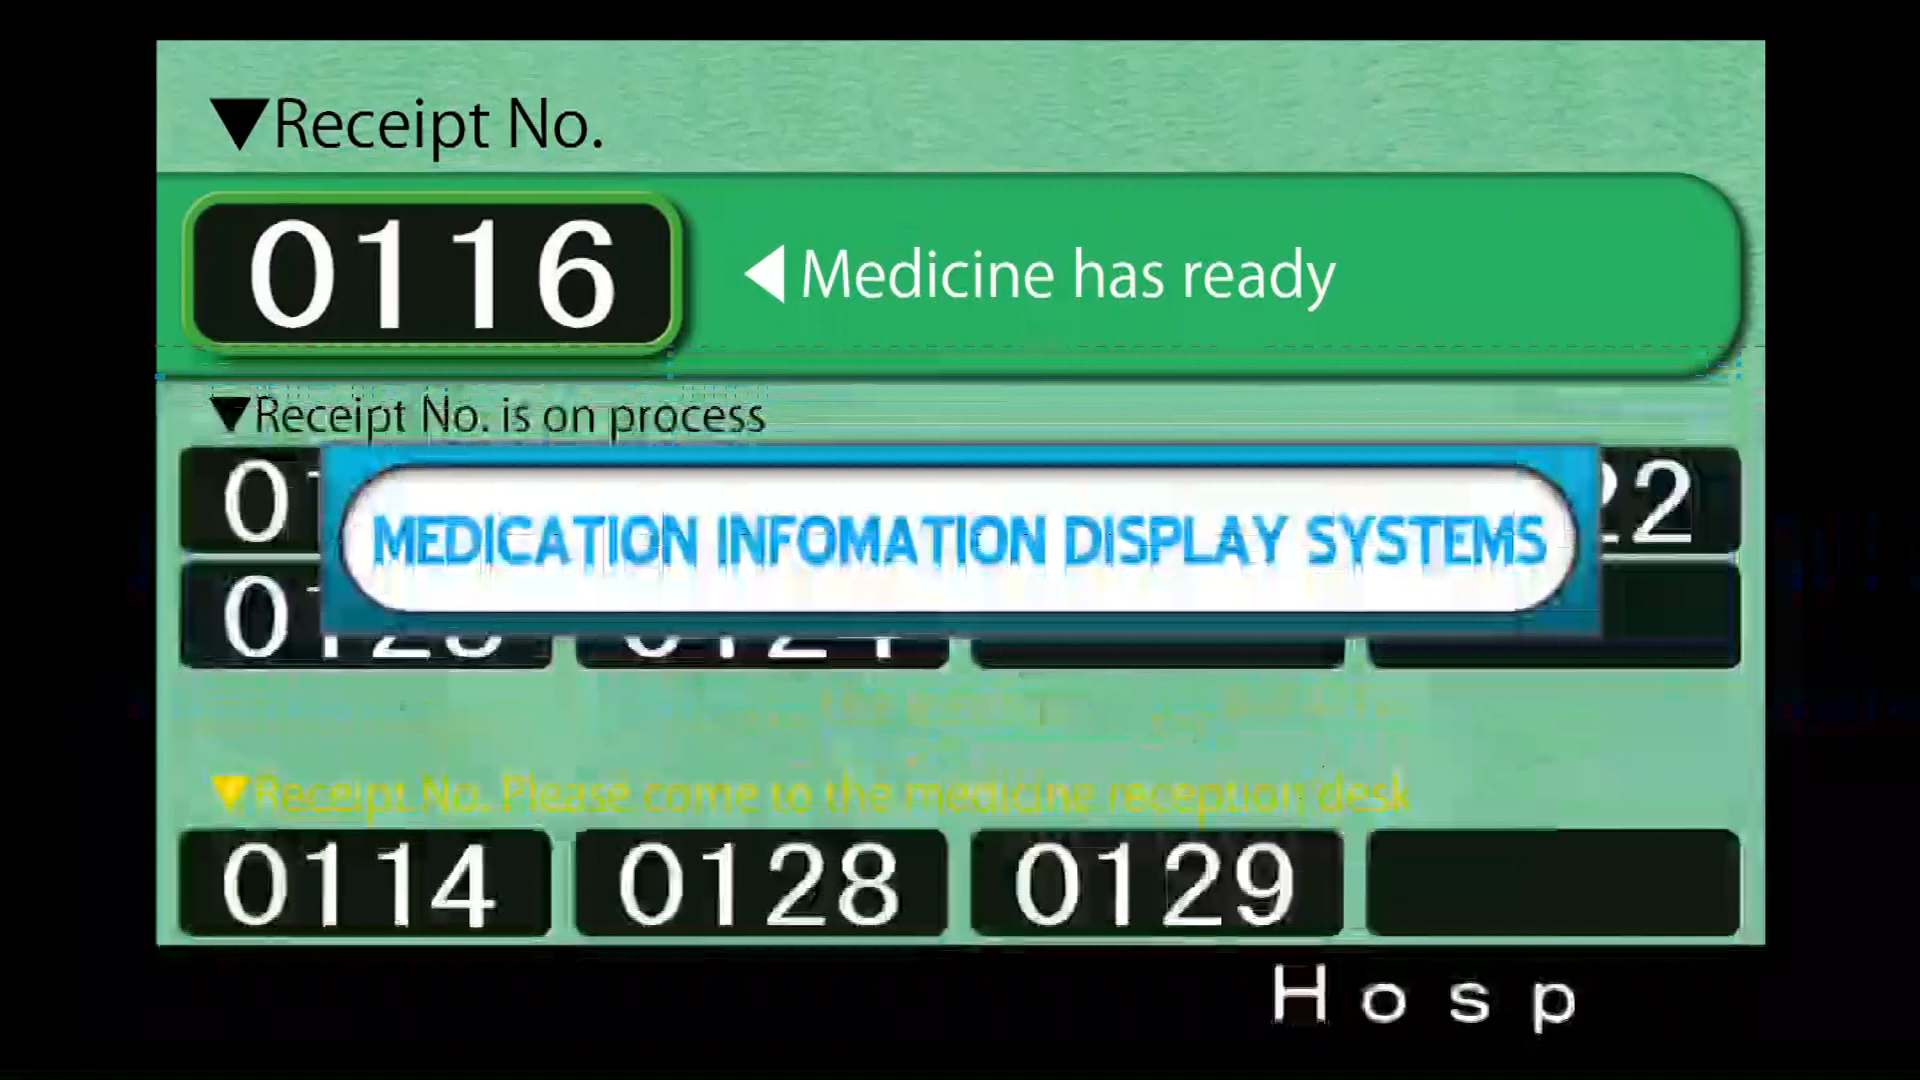 ▼Receipt No.
0116 ◀Medicine has ready
▼Receipt No. is on process
MEDICATION INFOMATION DISPLAY SYSTEMS
▼Receipt No. Please come to the medicine reception desk
0114 0128 0129
Hosp